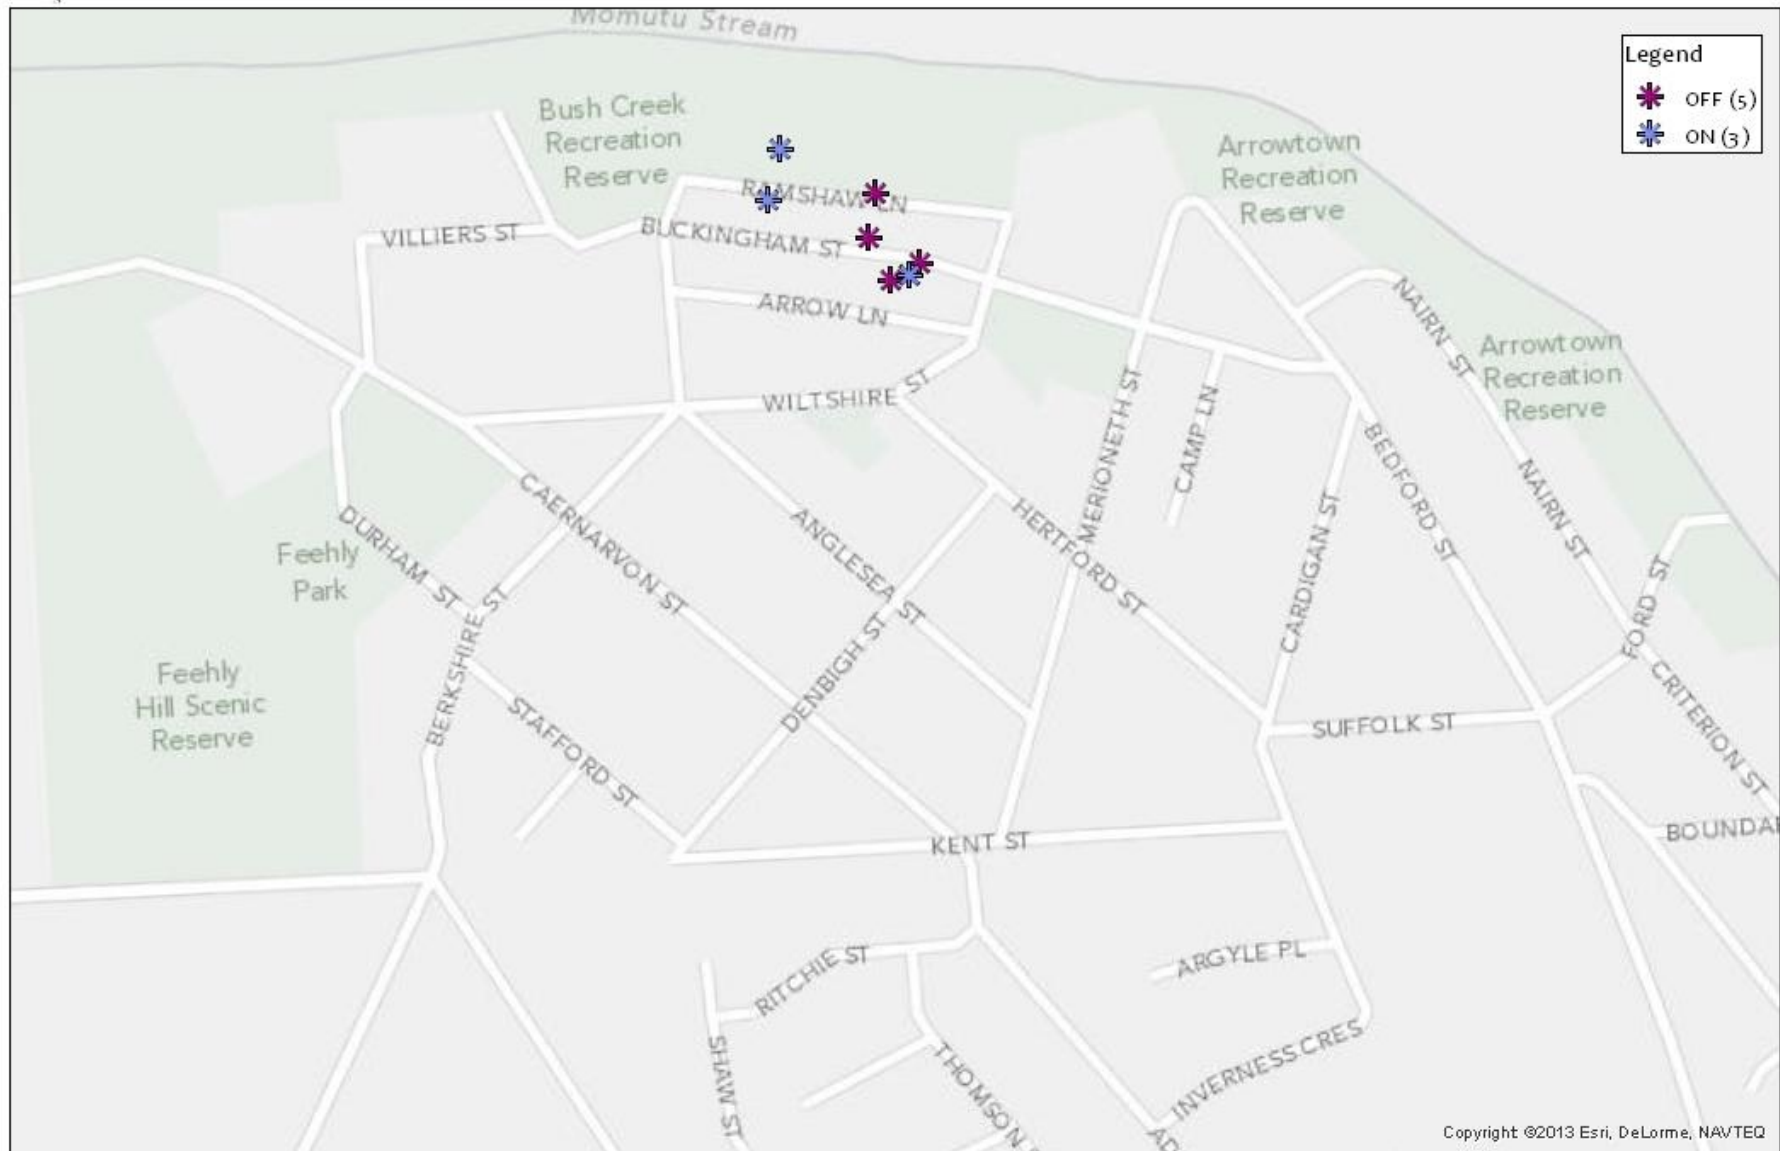 Momutu Stream
Legend
OFF (5)
ON (3)
Bush Creek
Recreation
Reserve
Arrowtown
Recreation
Reserve
RAMSHAW LN
VILLIERS ST
BUCKINGHAM ST
ARROW LN
NAIRN ST
Arrowtown
Recreation
Reserve
WILTSHIRE ST
MERIONETH ST
CAMP LN
BEDFORD ST
CAERNARVON ST
ANGLESEA ST
HERTFORD ST
CARDIGAN ST
NAIRN ST
DURHAM ST
Feehly
Park
FORD ST
BERKSHIRE ST
DENBIGH ST
Feehly
Hill Scenic
Reserve
STAFFORD ST
SUFFOLK ST
CRITERION ST
KENT ST
BOUNDAR
RITCHIE ST
ARGYLE PL
SHAW ST
THOMSON
INVERNESS CRES
AD
Copyright ©2013 Esri, DeLorme, NAVTEQ